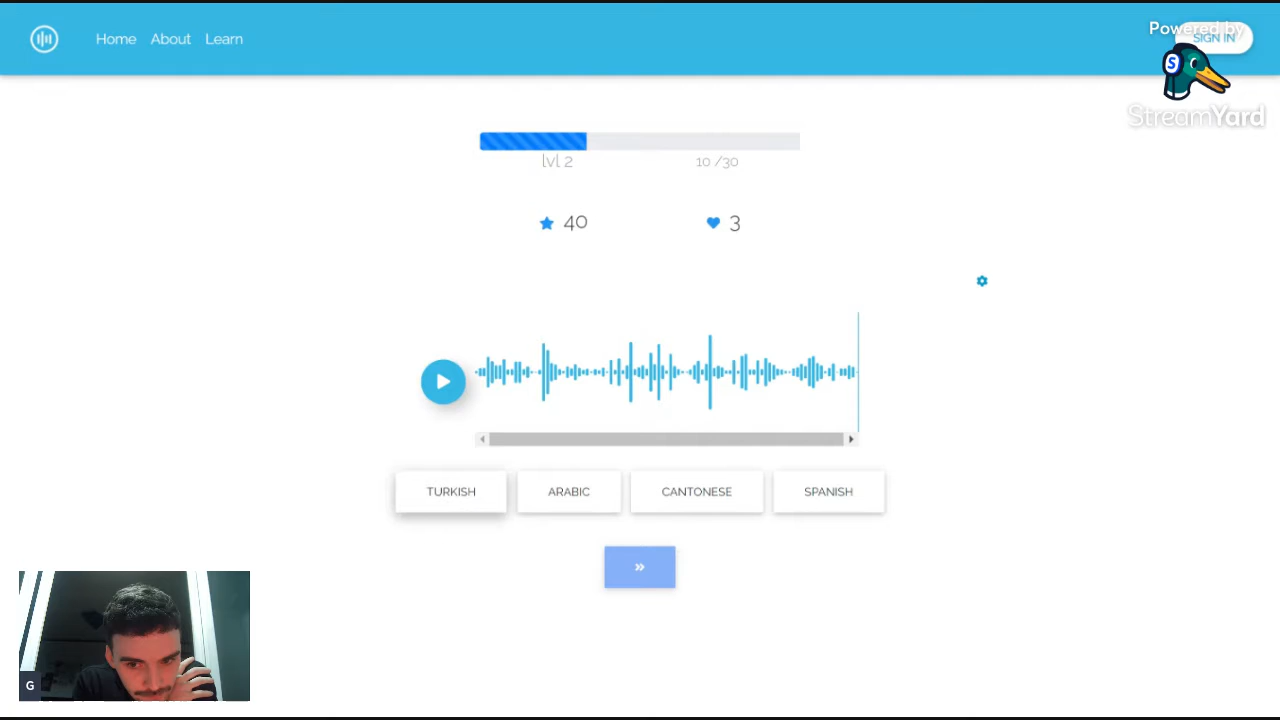 Home About Learn
Powered by
SIGN IN
S
StreamYard
lvl 2 10 /30
40 3
TURKISH ARABIC CANTONESE SPANISH
»
G